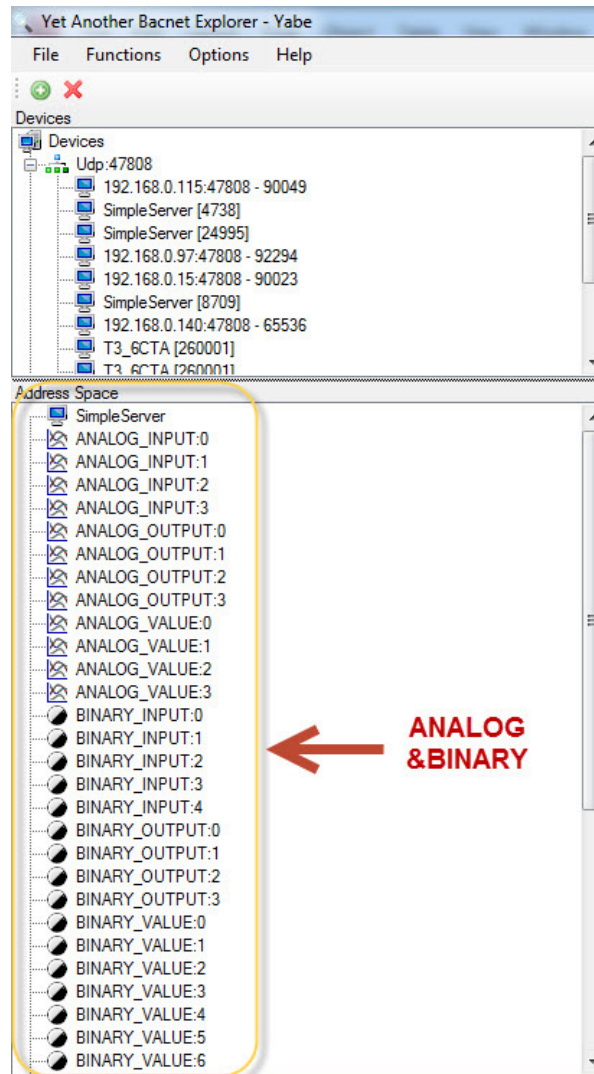 Yet Another Bacnet Explorer - Yabe
File Functions Options Help
Devices
Devices
Udp:47808
192.168.0.115:47808 - 90049
SimpleServer [4738]
SimpleServer [24995]
192.168.0.97:47808 - 92294
192.168.0.15:47808 - 90023
SimpleServer [8709]
192.168.0.140:47808 - 65536
T3_6CTA [260001]
T3_6CTA [260001]
Address Space
SimpleServer
ANALOG_INPUT:0
ANALOG_INPUT:1
ANALOG_INPUT:2
ANALOG_INPUT:3
ANALOG_OUTPUT:0
ANALOG_OUTPUT:1
ANALOG_OUTPUT:2
ANALOG_OUTPUT:3
ANALOG_VALUE:0
ANALOG_VALUE:1
ANALOG_VALUE:2
ANALOG_VALUE:3
BINARY_INPUT:0
BINARY_INPUT:1
BINARY_INPUT:2
BINARY_INPUT:3
BINARY_INPUT:4
BINARY_OUTPUT:0
BINARY_OUTPUT:1
BINARY_OUTPUT:2
BINARY_OUTPUT:3
BINARY_VALUE:0
BINARY_VALUE:1
BINARY_VALUE:2
BINARY_VALUE:3
BINARY_VALUE:4
BINARY_VALUE:5
BINARY_VALUE:6
ANALOG
&BINARY